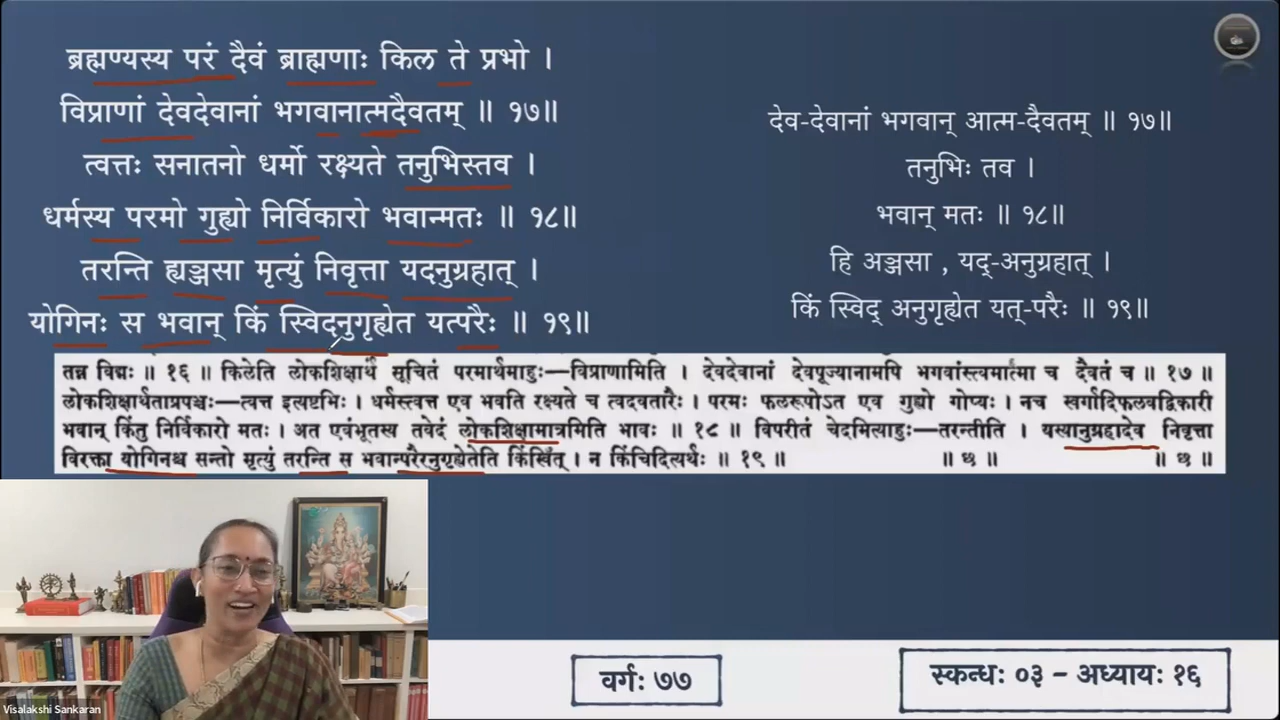 ब्रह्मण्यस्य परं दैवं ब्राह्मणाः किल ते प्रभो ।
विप्राणां देवदेवानां भगवानात्मदैवतम् ॥ १७॥
त्वत्तः सनातनो धर्मो रक्ष्यते तनुभिस्तव ।
धर्मस्य परमो गुह्यो निर्विकारो भवान्मतः ॥ १८॥
तरन्ति ह्यञ्जसा मृत्युं निवृत्ता यदनुग्रहात् ।
योगिनः स भवान् किं स्विदनुगृह्येत यत्परैः ॥ १९॥
देव-देवानां भगवान् आत्म-दैवतम् ॥ १७॥
तनुभिः तव ।
भवान् मतः ॥ १८॥
हि अञ्जसा , यद्-अनुग्रहात् ।
किं स्विद् अनुगृह्येत यत्-परैः ॥ १९॥
तन्न विद्मः ॥ १६ ॥ किलेति लोकशिक्षार्थं सूचितं परमार्थमाहुः—विप्राणामिति । देवदेवानां देवपूज्यानामपि भगवांस्त्वमात्मा च दैवतं च ॥ १७ ॥
लोकशिक्षार्थताप्रपञ्चः—त्वत्त इत्यष्टभिः । धर्मस्त्वत्त एव भवति रक्ष्यते च त्वदवतारैः । परमः फलरूपोऽत एव गुह्यो गोप्यः । नच स्वर्गादिफलवद्विकारी
भवान् किंतु निर्विकारो मतः । अत एवंभूतस्य तवेदं लोकशिक्षामात्रमिति भावः ॥ १८ ॥ विपरीतं चेदमित्याहुः—तरन्तीति । यस्यानुग्रहादेव निवृत्ता
विरक्ता योगिनश्च सन्तो मृत्युं तरन्ति स भवान्परैरनुगृह्येतेति किंस्वित् । न किंचिदित्यर्थः ॥ १९ ॥ ॥ छ ॥ ॥ छ ॥
Visalakshi Sankaran
वर्गः ७७
स्कन्धः ०३ – अध्यायः १६